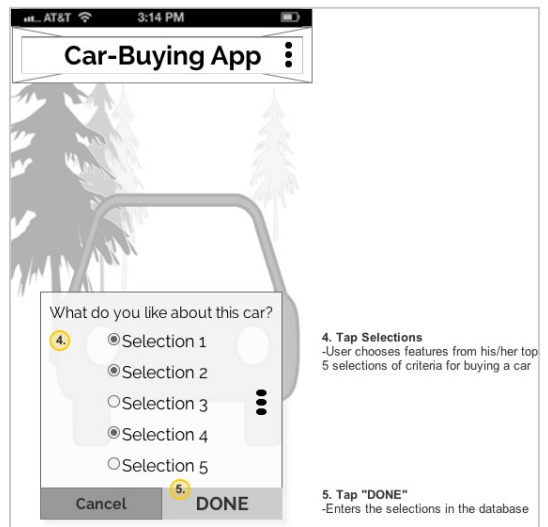 AT&T 3:14 PM
Car-Buying App
What do you like about this car?
4.
Selection 1
Selection 2
Selection 3
Selection 4
Selection 5
5.
Cancel DONE
4. Tap Selections
-User chooses features from his/her top
5 selections of criteria for buying a car
5. Tap "DONE"
-Enters the selections in the database